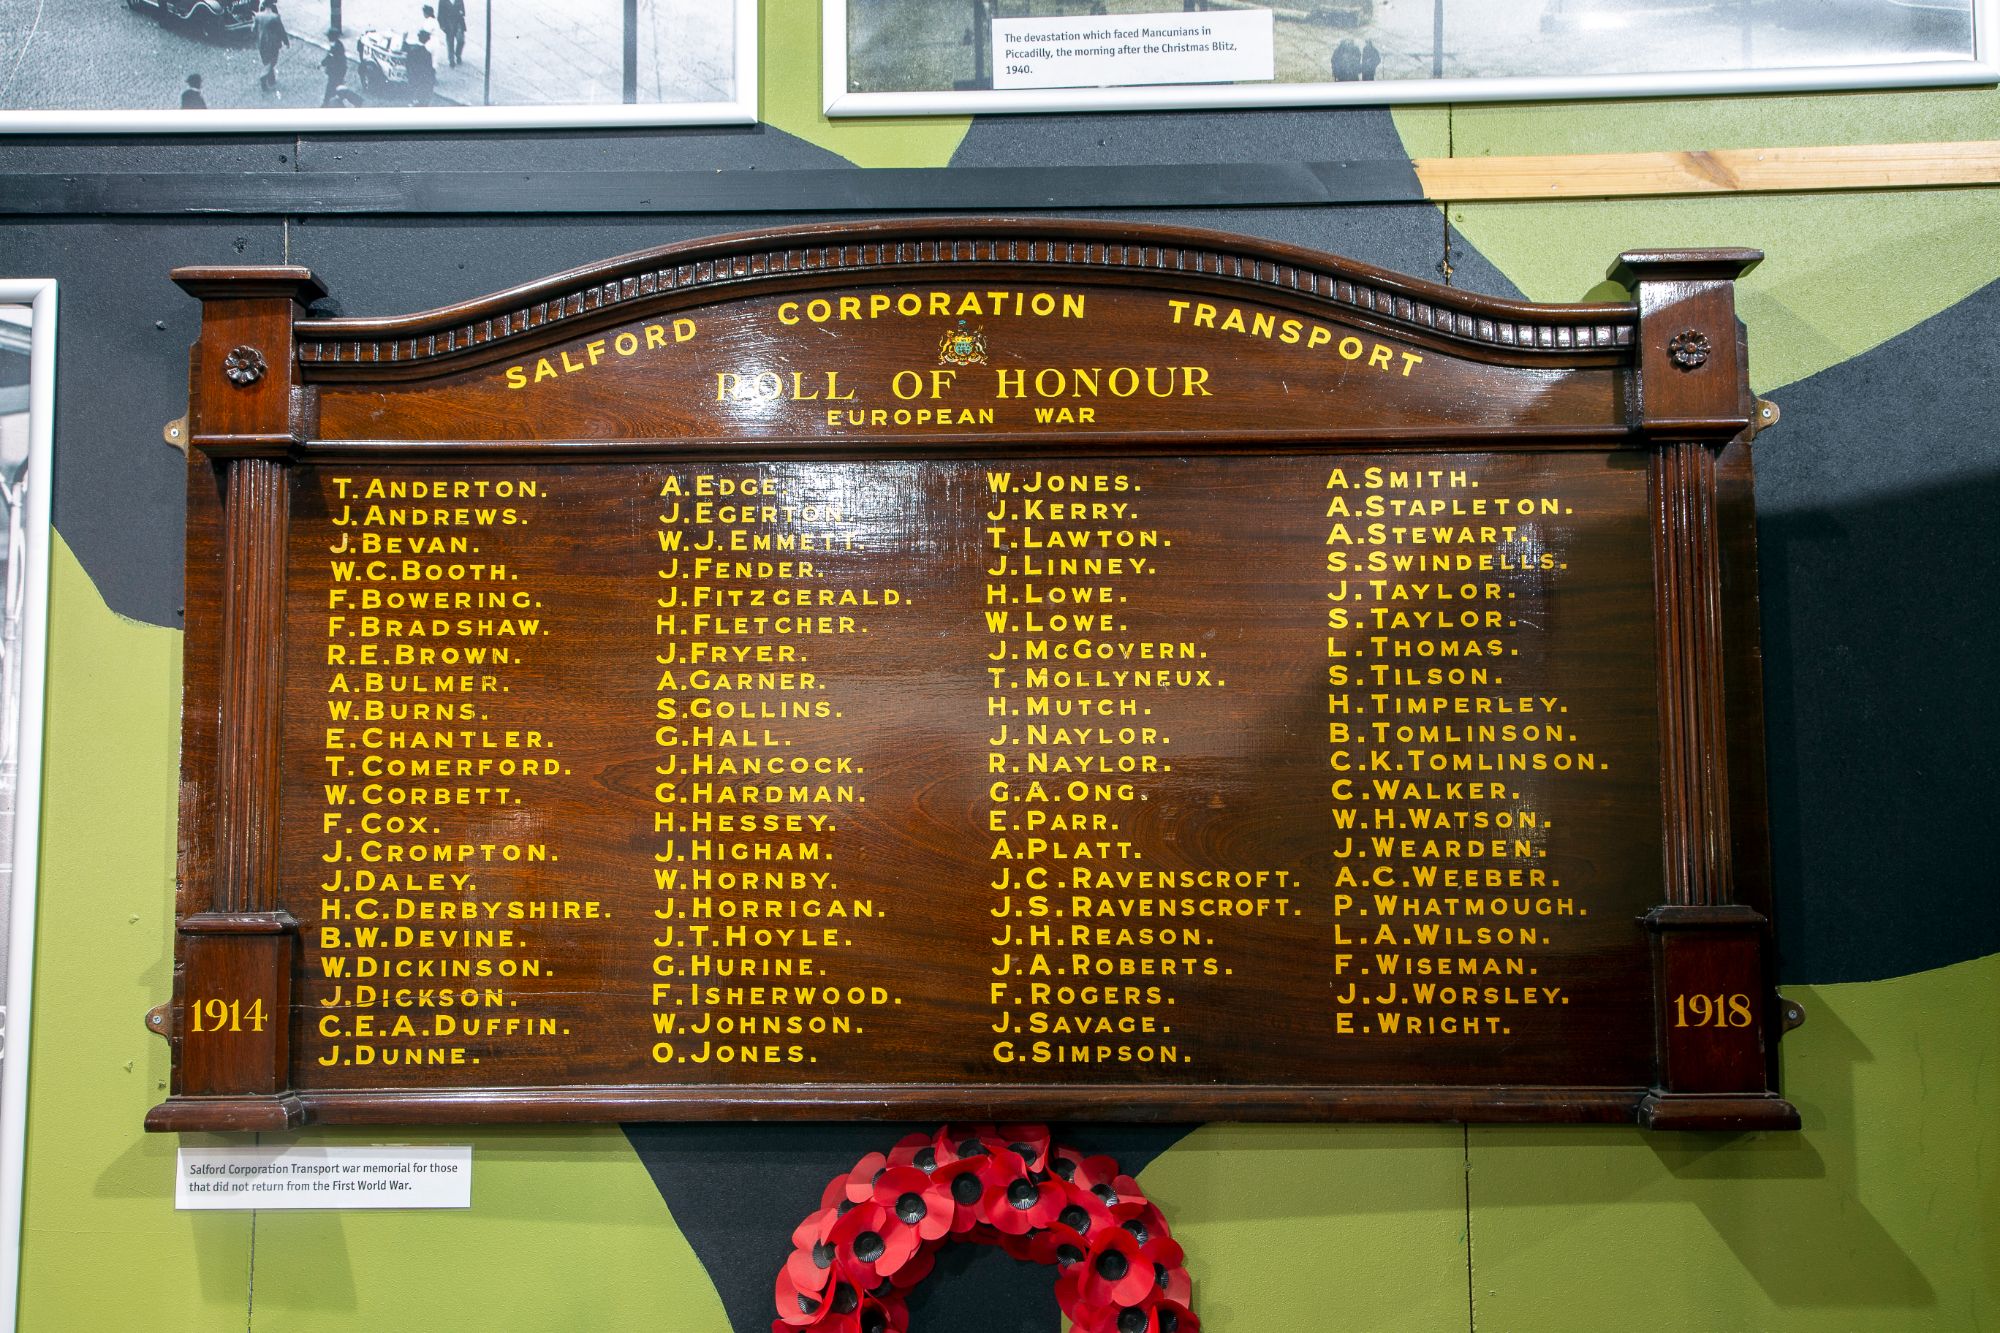 The devastation which faced Mancunians in
Piccadilly, the morning after the Christmas Blitz,
1940.
SALFORD CORPORATION TRANSPORT
ROLL OF HONOUR
EUROPEAN WAR
T. ANDERTON.
J. ANDREWS.
J. BEVAN.
W.C. BOOTH.
F. BOWERING.
F. BRADSHAW.
R.E. BROWN.
A. BULMER.
W. BURNS.
E. CHANTLER.
T. COMERFORD.
W. CORBETT.
F. COX.
J. CROMPTON.
J. DALEY.
H.C. DERBYSHIRE.
B.W. DEVINE.
W. DICKINSON.
J. DICKSON.
C.E.A. DUFFIN.
J. DUNNE.
A. EDGE.
J. EGERTON.
W.J. EMMETT.
J. FENDER.
J. FITZGERALD.
H. FLETCHER.
J. FRYER.
A. GARNER.
S. GOLLINS.
G. HALL.
J. HANCOCK.
G. HARDMAN.
H. HESSEY.
J. HIGHAM.
W. HORNBY.
J. HORRIGAN.
J.T. HOYLE.
G. HURINE.
F. ISHERWOOD.
W. JOHNSON.
O. JONES.
W. JONES.
J. KERRY.
T. LAWTON.
J. LINNEY.
H. LOWE.
W. LOWE.
J. McGOVERN.
T. MOLLYNEUX.
H. MUTCH.
J. NAYLOR.
R. NAYLOR.
G.A. ONG.
E. PARR.
A. PLATT.
J.C. RAVENSCROFT.
J.S. RAVENSCROFT.
J.H. REASON.
J.A. ROBERTS.
F. ROGERS.
J. SAVAGE.
G. SIMPSON.
A. SMITH.
A. STAPLETON.
A. STEWART.
S. SWINDELLS.
J. TAYLOR.
S. TAYLOR.
L. THOMAS.
S. TILSON.
H. TIMPERLEY.
B. TOMLINSON.
C.K. TOMLINSON.
C. WALKER.
W.H. WATSON.
J. WEARDEN.
A.C. WEEBER.
P. WHATMOUGH.
L.A. WILSON.
F. WISEMAN.
J.J. WORSLEY.
E. WRIGHT.
1914
1918
Salford Corporation Transport war memorial for those
that did not return from the First World War.